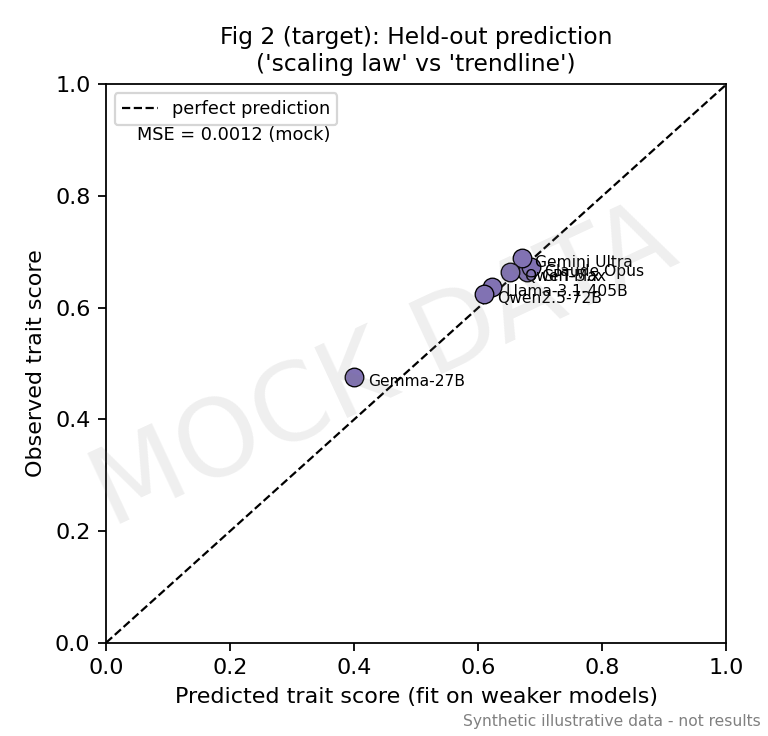 Fig 2 (target): Held-out prediction
('scaling law' vs 'trendline')
1.0
perfect prediction
MSE = 0.0012 (mock)
0.8
Gemini Ultra
Claude Opus
Qwen-Max
Llama-3.1-405B
0.6
Qwen2.5-72B
MOCK DATA
Gemma-27B
0.4
0.2
0.0
Observed trait score
0.0 0.2 0.4 0.6 0.8 1.0
Predicted trait score (fit on weaker models)
Synthetic illustrative data - not results